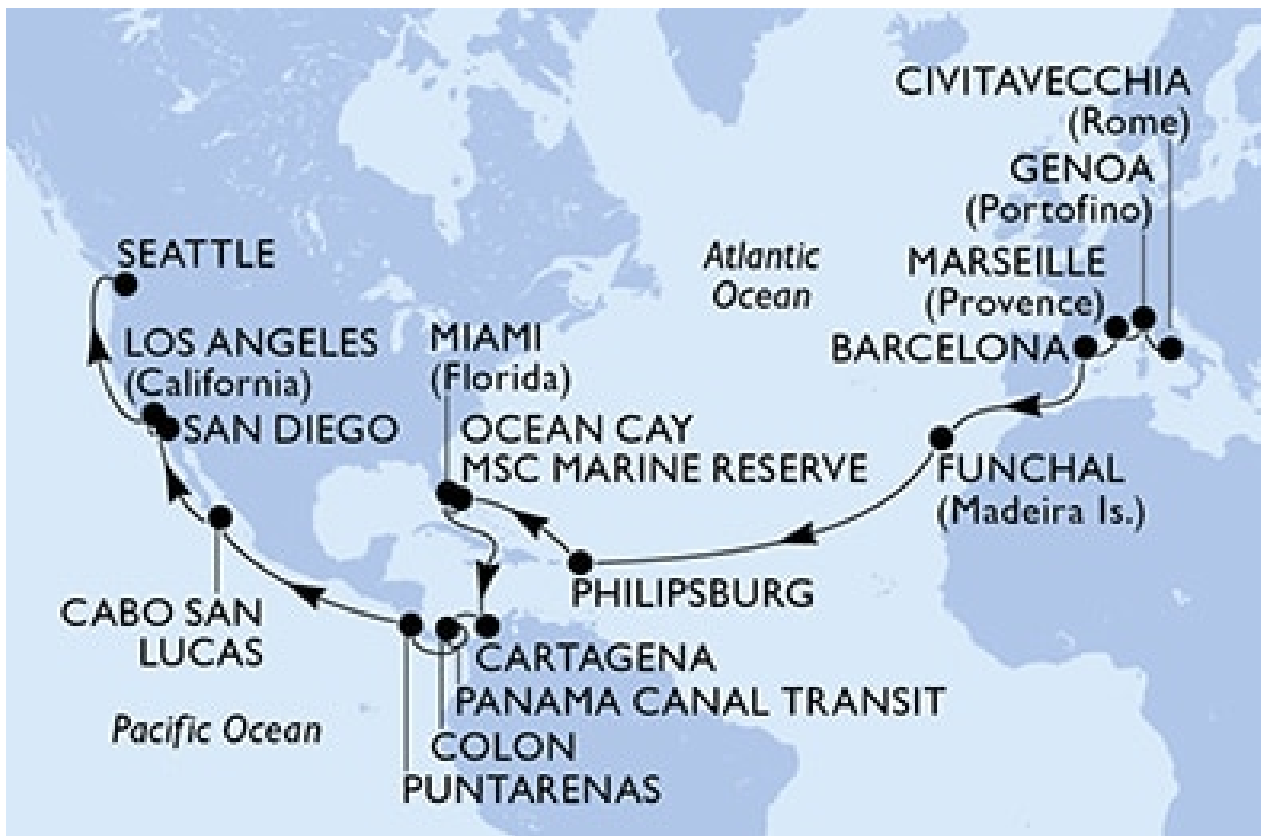 CIVITAVECCHIA
(Rome)
GENOA
(Portofino)
MARSEILLE
(Provence)
BARCELONA
Atlantic
Ocean
SEATTLE
LOS ANGELES
(California)
SAN DIEGO
MIAMI
(Florida)
OCEAN CAY
MSC MARINE RESERVE
FUNCHAL
(Madeira Is.)
PHILIPSBURG
CABO SAN
LUCAS
CARTAGENA
PANAMA CANAL TRANSIT
COLON
PUNTARENAS
Pacific Ocean